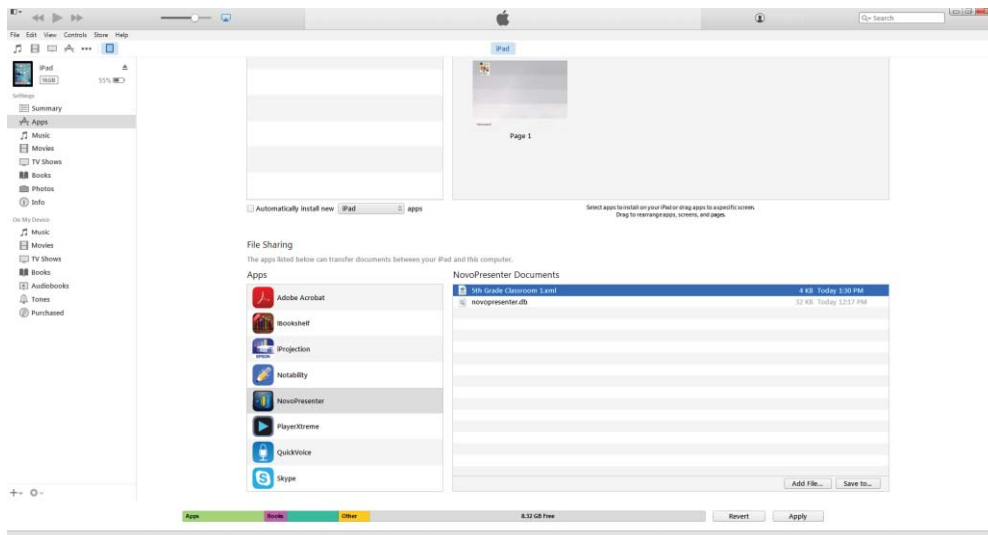 Search
File Edit View Controls Store Help
iPad
iPad
16GB 55%
Settings
Summary
Apps
Music
Movies
TV Shows
Books
Photos
Info
On My Device
Music
Movies
TV Shows
Books
Audiobooks
Tones
Purchased
Page 1
Automatically install new iPad apps
Select apps to install on your iPad or drag apps to a specific screen.
Drag to rearrange apps, screens, and pages.
File Sharing
The apps listed below can transfer documents between your iPad and this computer.
Apps
Adobe Acrobat
iBookshelf
iProjection
EPSON
Notability
NovoPresenter
PlayerXtreme
QuickVoice
Skype
NovoPresenter Documents
5th Grade Classroom 1.xml 4 KB Today 1:30 PM
novopresenter.db 32 KB Today 12:17 PM
Add File... Save to...
Apps Books Other 8.32 GB Free Revert Apply